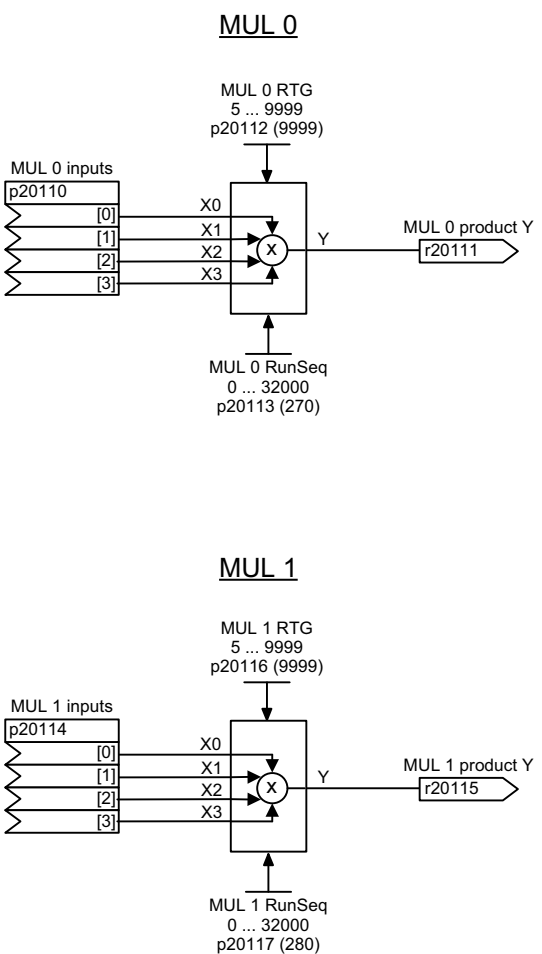 MUL 0
MUL 0 RTG
5 ... 9999
p20112 (9999)
MUL 0 inputs
p20110
[0]
[1]
[2]
[3]
X0
X1
X2
X3
x
Y
MUL 0 product Y
r20111
MUL 0 RunSeq
0 ... 32000
p20113 (270)
MUL 1
MUL 1 RTG
5 ... 9999
p20116 (9999)
MUL 1 inputs
p20114
[0]
[1]
[2]
[3]
X0
X1
X2
X3
x
Y
MUL 1 product Y
r20115
MUL 1 RunSeq
0 ... 32000
p20117 (280)